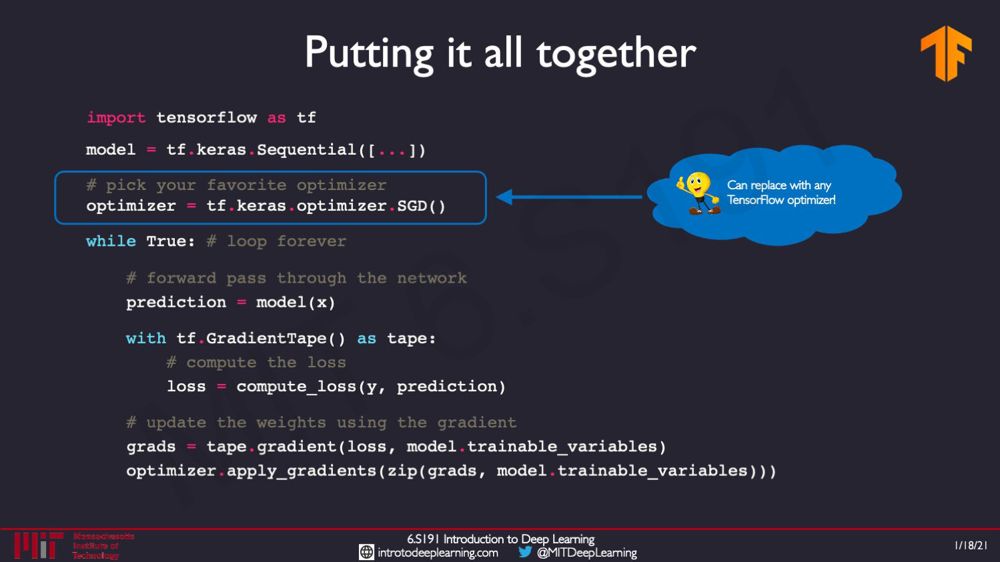 Putting it all together
import tensorflow as tf
model = tf.keras.Sequential([...])
# pick your favorite optimizer
optimizer = tf.keras.optimizer.SGD()
Can replace with any
TensorFlow optimizer!
while True: # loop forever
# forward pass through the network
prediction = model(x)
with tf.GradientTape() as tape:
# compute the loss
loss = compute_loss(y, prediction)
# update the weights using the gradient
grads = tape.gradient(loss, model.trainable_variables)
optimizer.apply_gradients(zip(grads, model.trainable_variables)))
MIT 6.S191
Massachusetts
Institute of
Technology
6.S191 Introduction to Deep Learning
introtodeeplearning.com @MITDeepLearning
1/18/21